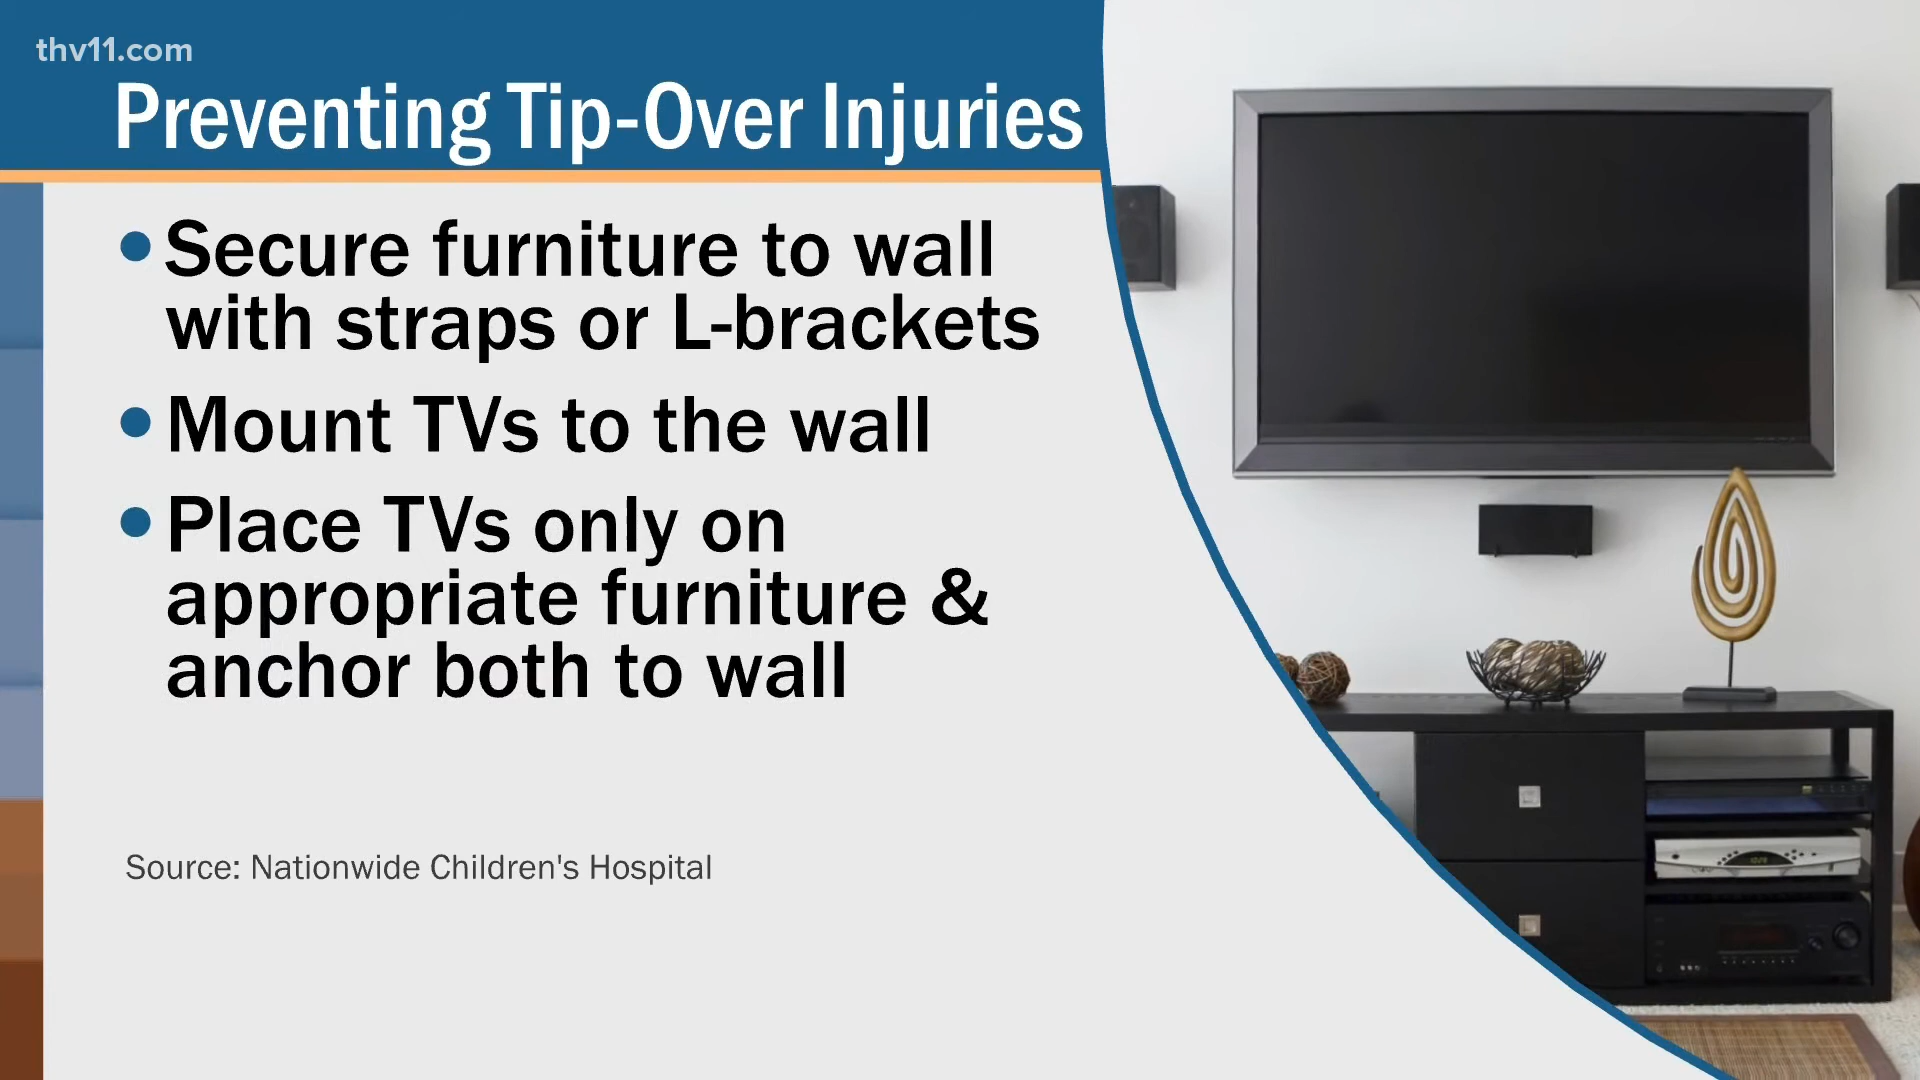 thv11.com
Preventing Tip-Over Injuries
• Secure furniture to wall
with straps or L-brackets
• Mount TVs to the wall
• Place TVs only on
appropriate furniture &
anchor both to wall
Source: Nationwide Children's Hospital